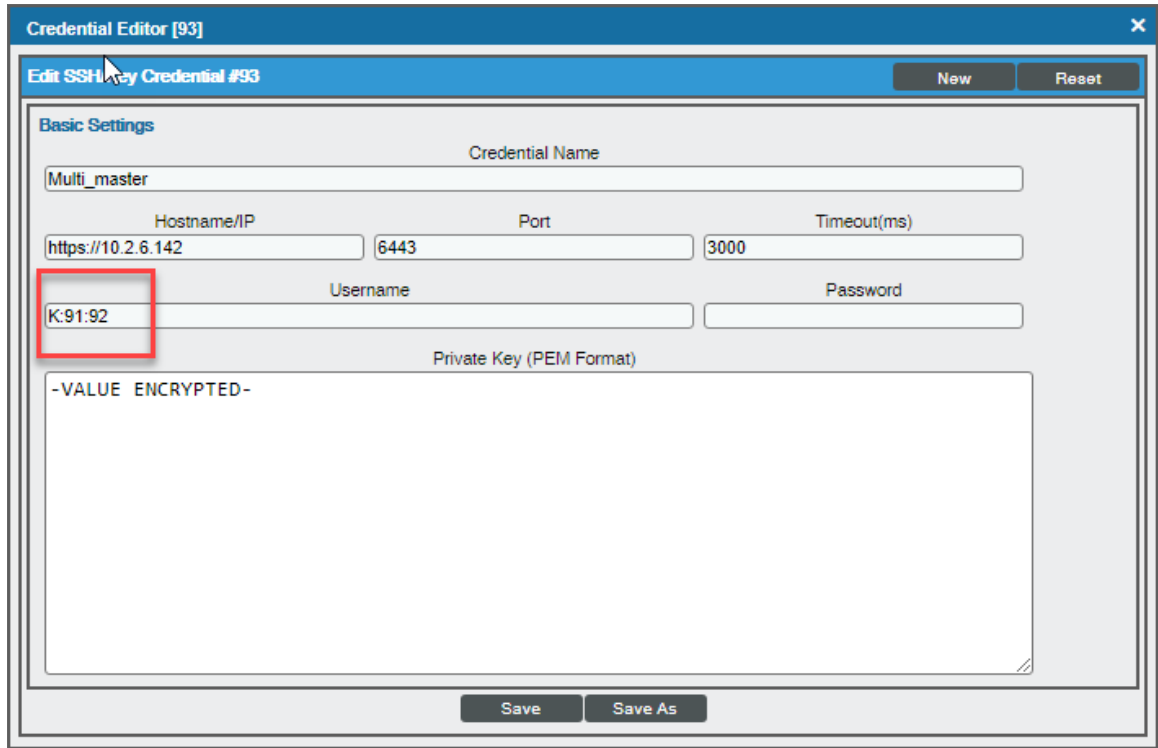 Credential Editor [93]
Edit SSH/Key Credential #93
New
Reset
Basic Settings
Credential Name
Multi_master
Hostname/IP
Port
Timeout(ms)
https://10.2.6.142
6443
3000
Username
Password
K:91:92
Private Key (PEM Format)
-VALUE ENCRYPTED-
Save
Save As